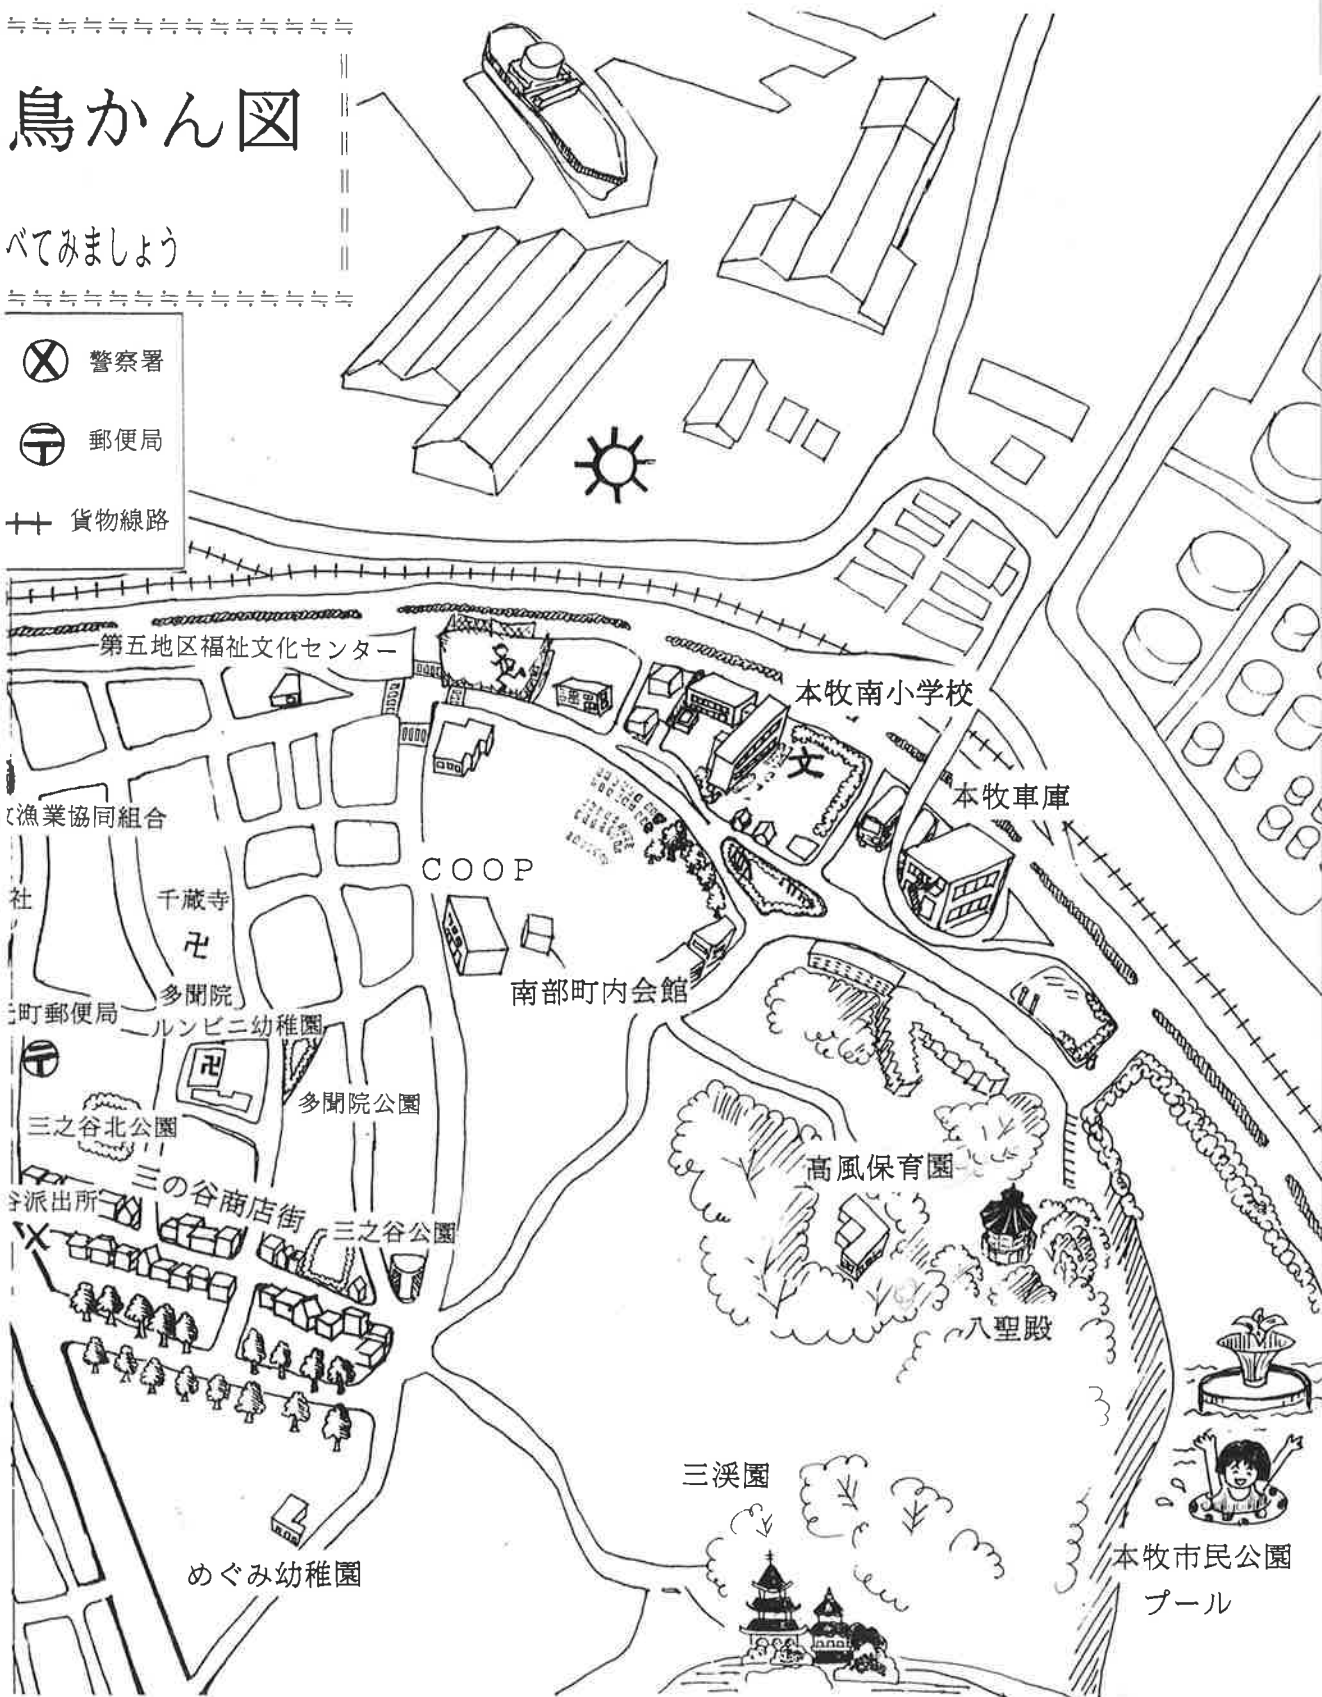 鳥かん図
べてみましょう
警察署
郵便局
貨物線路
第五地区福祉文化センター
本牧南小学校
文
本牧車庫
漁業協同組合
COOP
社
千蔵寺
卍
南部町内会館
多聞院
町郵便局
ルンビニ幼稚園
卍
多聞院公園
三之谷北公園
高風保育園
三の谷商店街
谷派出所
三之谷公園
八聖殿
三渓園
本牧市民公園
プール
めぐみ幼稚園